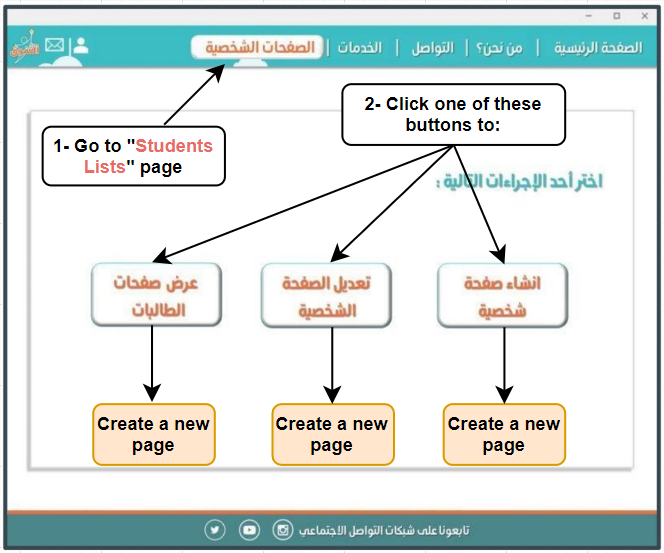 الصفحة الرئيسية | من نحن؟ | التواصل | الخدمات | الصفحات الشخصية
1- Go to "Students
Lists" page
2- Click one of these
buttons to:
اختر أحد الإجراءات التالية :
انشاء صفحة
شخصية
تعديل الصفحة
الشخصية
عرض صفحات
الطالبات
Create a new
page
Create a new
page
Create a new
page
تابعونا على شبكات التواصل الاجتماعي